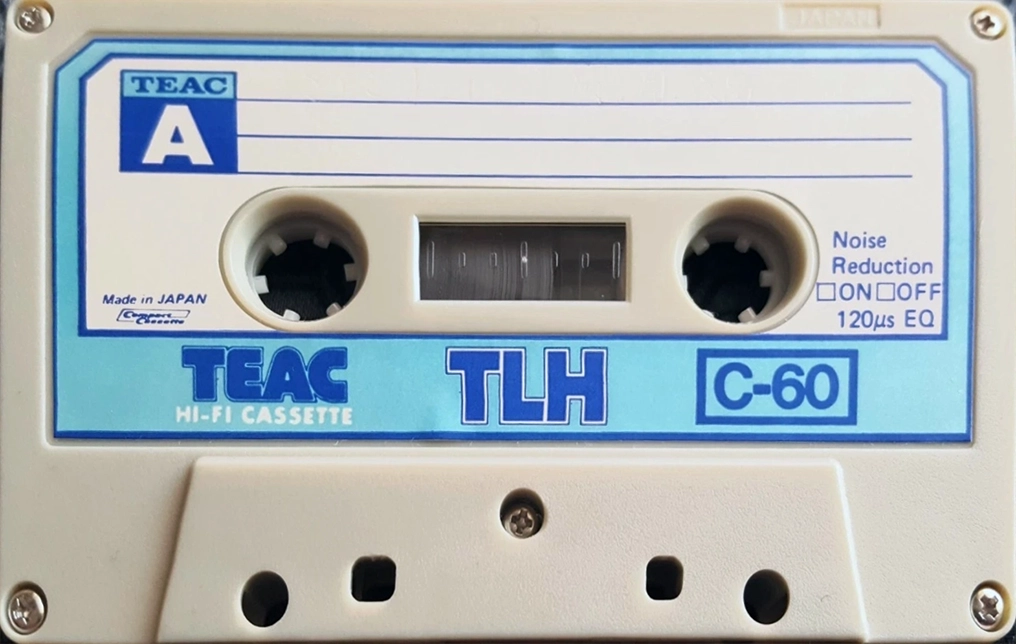 JAPAN
TEAC
A
Noise
Reduction
☐ON☐OFF
120µs EQ
Made in JAPAN
Compact
Cassette
TEAC
HI-FI CASSETTE
TLH
C-60